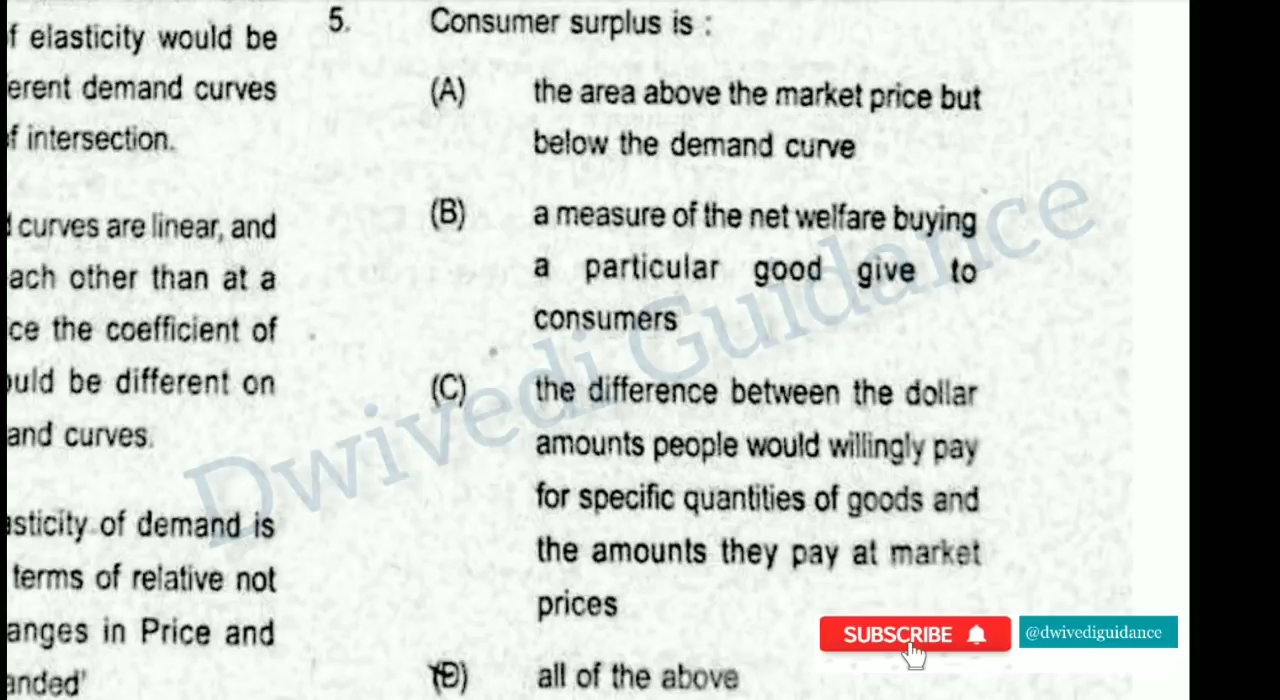 f elasticity would be
erent demand curves
f intersection.
d curves are linear, and
ach other than at a
ce the coefficient of
ould be different on
and curves.
asticity of demand is
terms of relative not
anges in Price and
anded'
5. Consumer surplus is :
(A) the area above the market price but
below the demand curve
(B) a measure of the net welfare buying
a particular good give to
consumers
(C) the difference between the dollar
amounts people would willingly pay
for specific quantities of goods and
the amounts they pay at market
prices
(D) all of the above
Dwivedi Guidance
SUBSCRIBE
@dwivediguidance